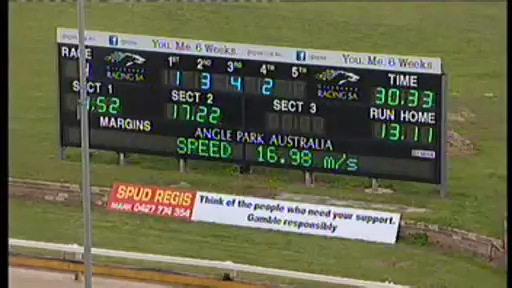 You. Me. 6 Weeks
You. Me. 6 Weeks
RACE
1ST 2ND 3RD 4TH 5TH
TIME
RACING SA
1 3 4 2
RACING SA
30.33
SECT 1
SECT 2
SECT 3
RUN HOME
.52
17.22
13.11
MARGINS
ANGLE PARK AUSTRALIA
SPEED 16.98 m/s
SPUD REGIS
MARK 0427 774 354
Think of the people who need your support.
Gamble responsibly